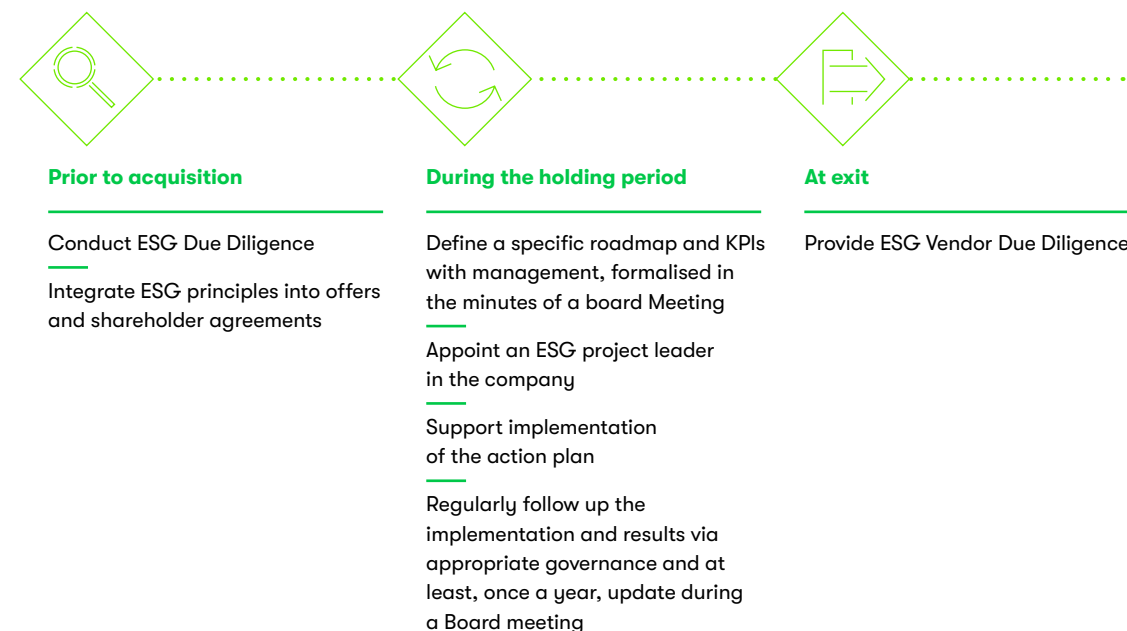 Prior to acquisition
Conduct ESG Due Diligence
Integrate ESG principles into offers
and shareholder agreements
During the holding period
Define a specific roadmap and KPIs
with management, formalised in
the minutes of a board Meeting
Appoint an ESG project leader
in the company
Support implementation
of the action plan
Regularly follow up the
implementation and results via
appropriate governance and at
least, once a year, update during
a Board meeting
At exit
Provide ESG Vendor Due Diligence